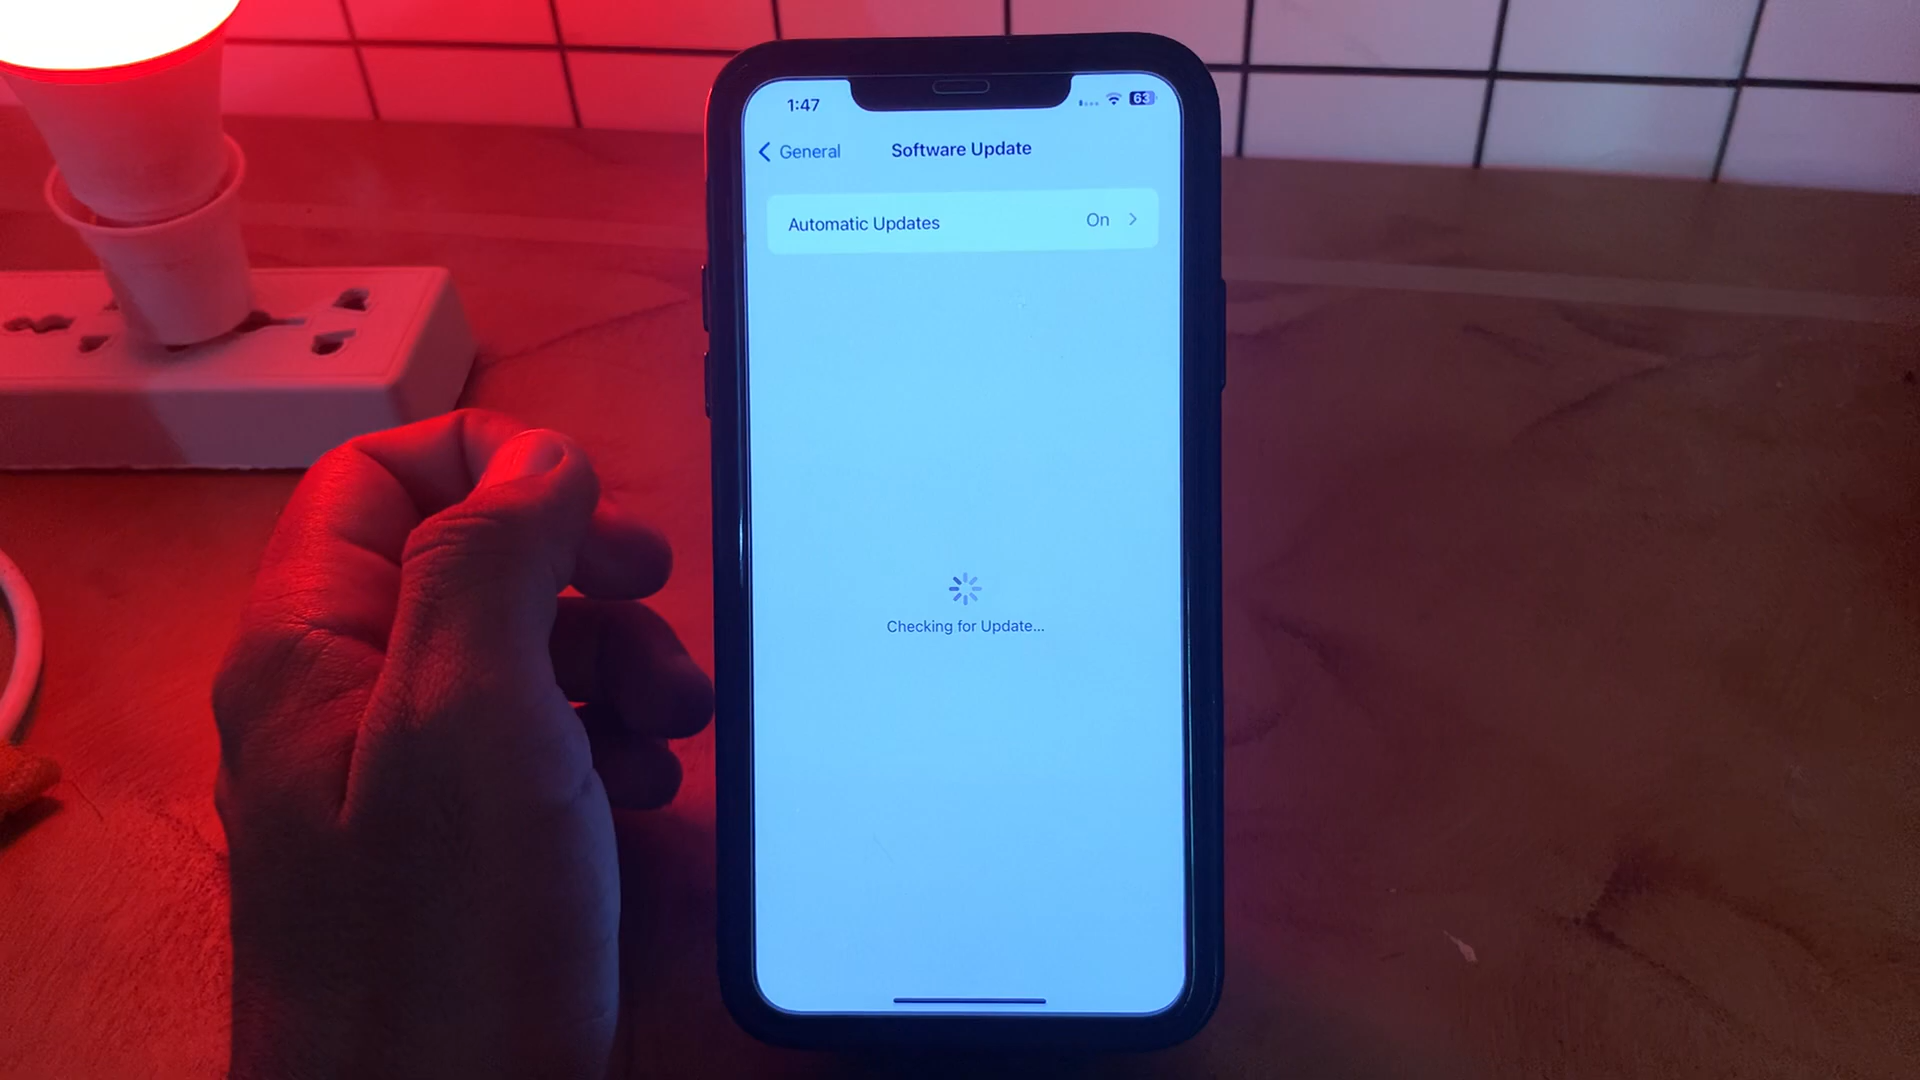 1:47
63
General
Software Update
Automatic Updates
On
Checking for Update...